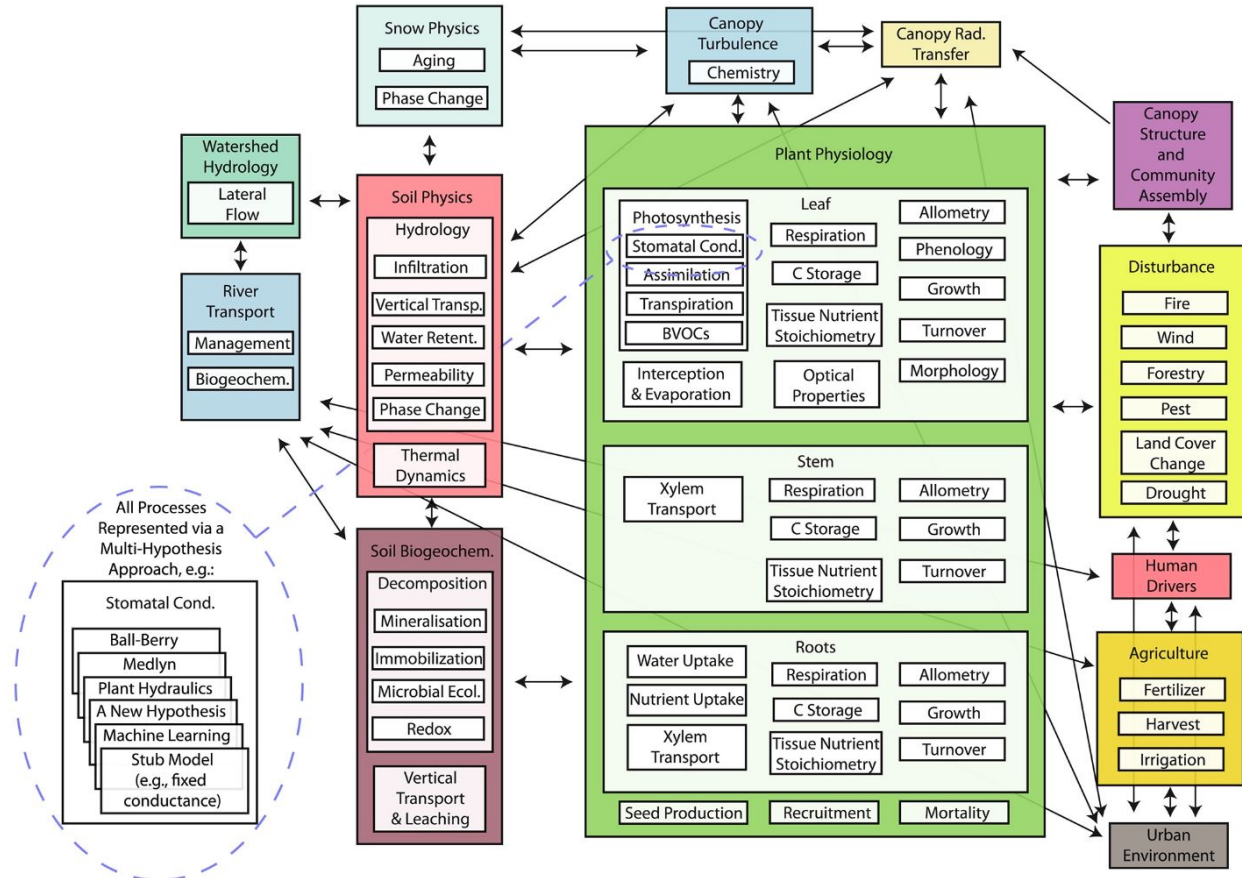 Snow Physics
Aging
Phase Change
Canopy
Turbulence
Chemistry
Canopy Rad.
Transfer
Canopy
Structure
and
Community
Assembly
Watershed
Hydrology
Lateral
Flow
River
Transport
Management
Biogeochem.
Soil Physics
Hydrology
Infiltration
Vertical Transp.
Water Retent.
Permeability
Phase Change
Thermal
Dynamics
Soil Biogeochem.
Decomposition
Mineralisation
Immobilization
Microbial Ecol.
Redox
Vertical
Transport
& Leaching
Plant Physiology
Leaf
Photosynthesis
Stomatal Cond.
Assimilation
Transpiration
BVOCs
Interception
& Evaporation
Respiration
C Storage
Tissue Nutrient
Stoichiometry
Optical
Properties
Allometry
Phenology
Growth
Turnover
Morphology
Stem
Xylem
Transport
Respiration
C Storage
Tissue Nutrient
Stoichiometry
Allometry
Growth
Turnover
Roots
Water Uptake
Nutrient Uptake
Xylem
Transport
Respiration
C Storage
Tissue Nutrient
Stoichiometry
Allometry
Growth
Turnover
Seed Production
Recruitment
Mortality
Disturbance
Fire
Wind
Forestry
Pest
Land Cover
Change
Drought
Human
Drivers
Agriculture
Fertilizer
Harvest
Irrigation
Urban
Environment
All Processes
Represented via a
Multi-Hypothesis
Approach, e.g.:
Stomatal Cond.
Ball-Berry
Medlyn
Plant Hydraulics
A New Hypothesis
Machine Learning
Stub Model
(e.g., fixed
conductance)